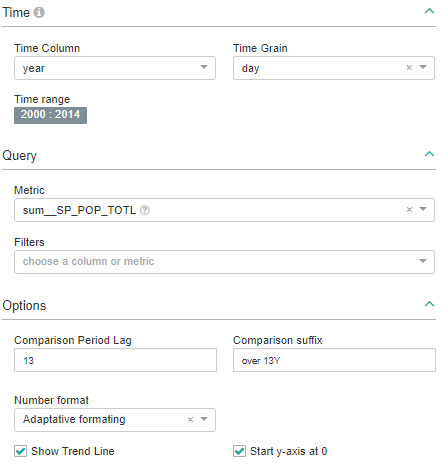 Time
Time Column
Time Grain
year
day
Time range
2000 : 2014
Query
Metric
sum__SP_POP_TOTL
Filters
choose a column or metric
Options
Comparison Period Lag
Comparison suffix
13
over 13Y
Number format
Adaptative formating
Show Trend Line
Start y-axis at 0